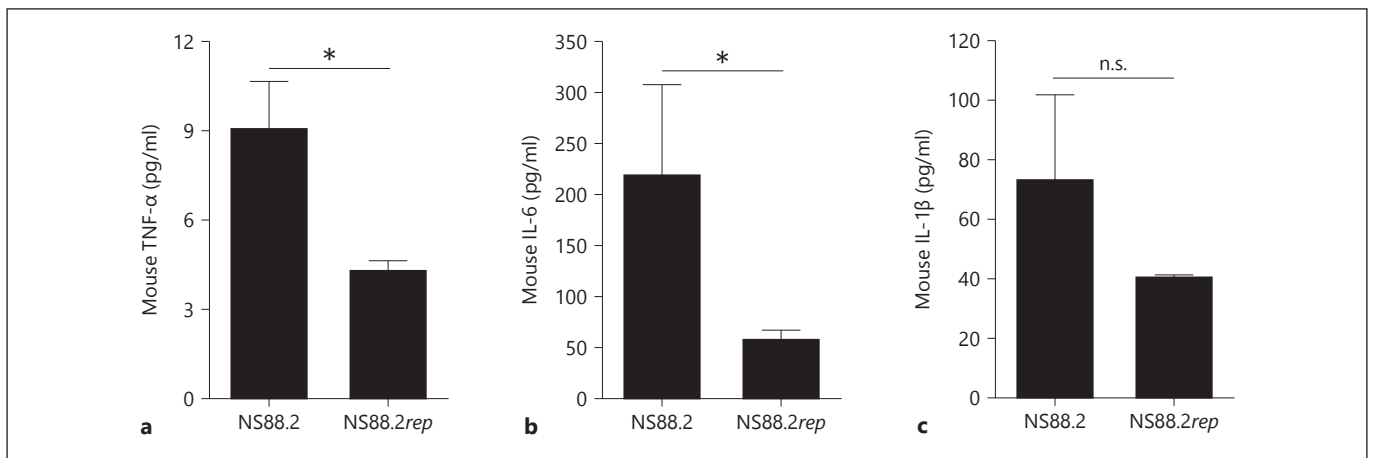 Mouse TNF-α (pg/ml)
12
9
6
3
0
*
NS88.2
NS88.2rep
a
Mouse IL-6 (pg/ml)
350
300
250
200
150
100
50
0
*
NS88.2
NS88.2rep
b
Mouse IL-1β (pg/ml)
120
100
80
60
40
20
0
n.s.
NS88.2
NS88.2rep
c